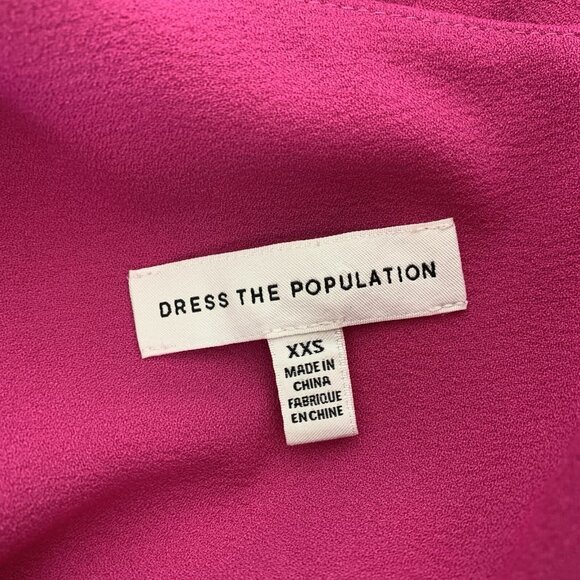 DRESS THE POPULATION
XXS
MADE IN
CHINA
FABRIQUE
EN CHINE